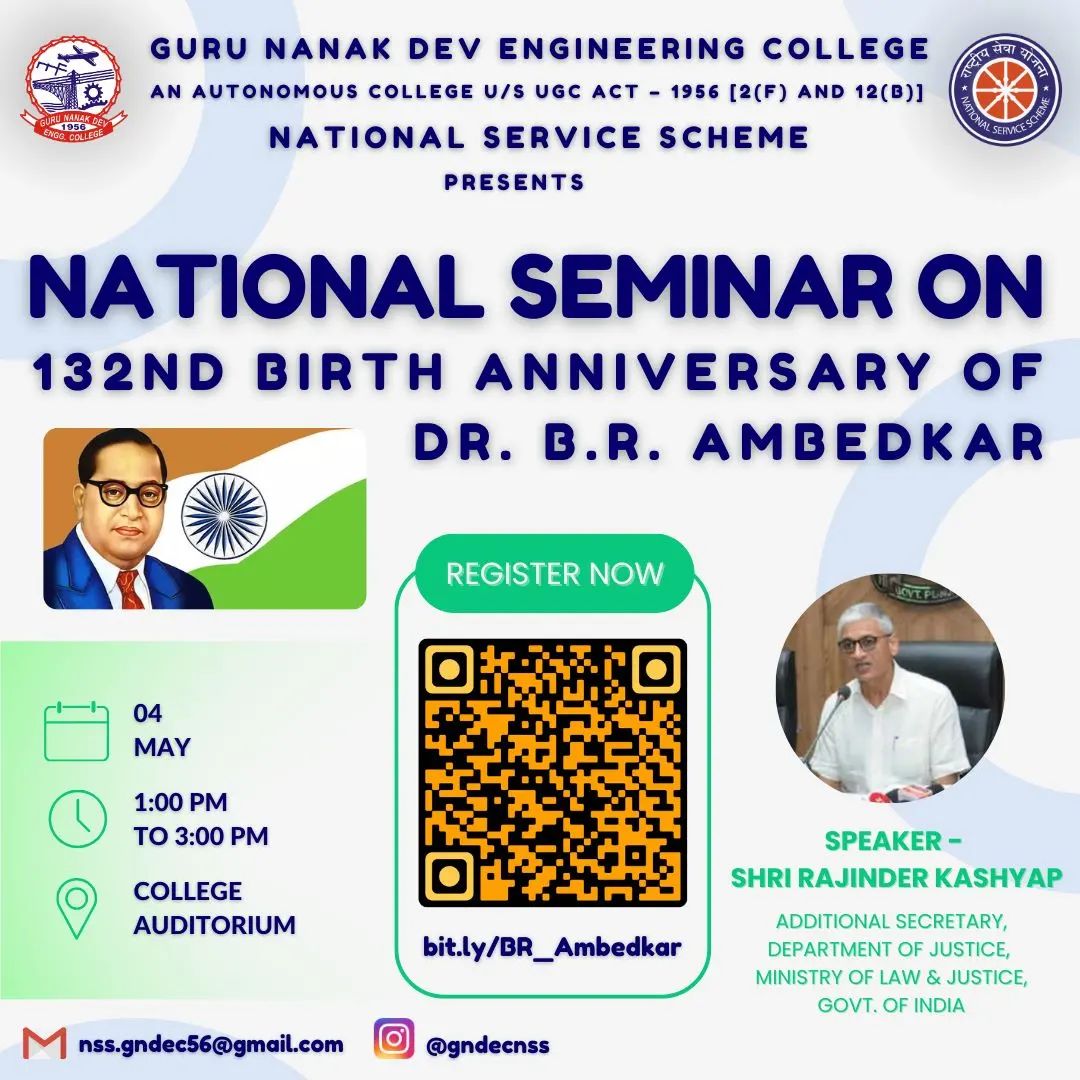 GURU NANAK DEV ENGINEERING COLLEGE
AN AUTONOMOUS COLLEGE U/S UGC ACT – 1956 [2(F) AND 12(B)]
NATIONAL SERVICE SCHEME
PRESENTS
GURU NANAK DEV
1956
ENGG. COLLEGE
राष्ट्रीय सेवा योजना
NATIONAL SERVICE SCHEME
NATIONAL SEMINAR ON
132ND BIRTH ANNIVERSARY OF
DR. B.R. AMBEDKAR
REGISTER NOW
04
MAY
1:00 PM
TO 3:00 PM
COLLEGE
AUDITORIUM
bit.ly/BR_Ambedkar
SPEAKER -
SHRI RAJINDER KASHYAP
ADDITIONAL SECRETARY,
DEPARTMENT OF JUSTICE,
MINISTRY OF LAW & JUSTICE,
GOVT. OF INDIA
nss.gndec56@gmail.com
@gndecnss